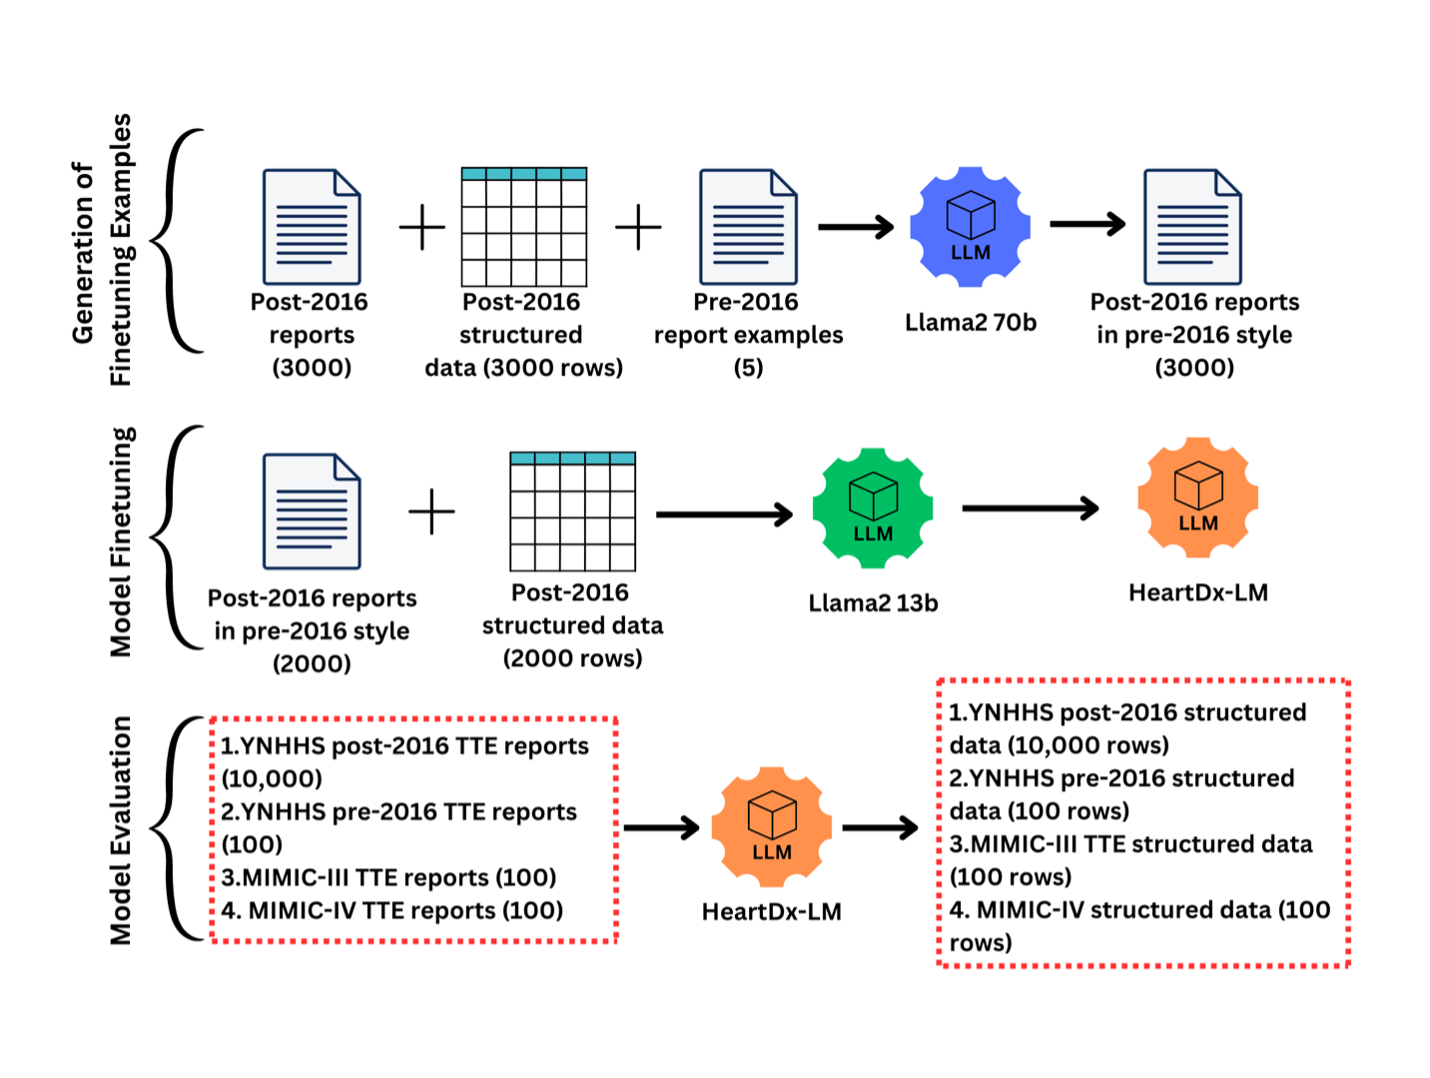 Generation of
Finetuning Examples
Post-2016
reports
(3000)
Post-2016
structured
data (3000 rows)
Pre-2016
report examples
(5)
LLM
Llama2 70b
Post-2016 reports
in pre-2016 style
(3000)
Model Finetuning
Post-2016 reports
in pre-2016 style
(2000)
Post-2016
structured data
(2000 rows)
LLM
Llama2 13b
LLM
HeartDx-LM
Model Evaluation
1.YNHHS post-2016 TTE reports
(10,000)
2.YNHHS pre-2016 TTE reports
(100)
3.MIMIC-III TTE reports (100)
4. MIMIC-IV TTE reports (100)
LLM
HeartDx-LM
1.YNHHS post-2016 structured
data (10,000 rows)
2.YNHHS pre-2016 structured
data (100 rows)
3.MIMIC-III TTE structured data
(100 rows)
4. MIMIC-IV structured data (100
rows)